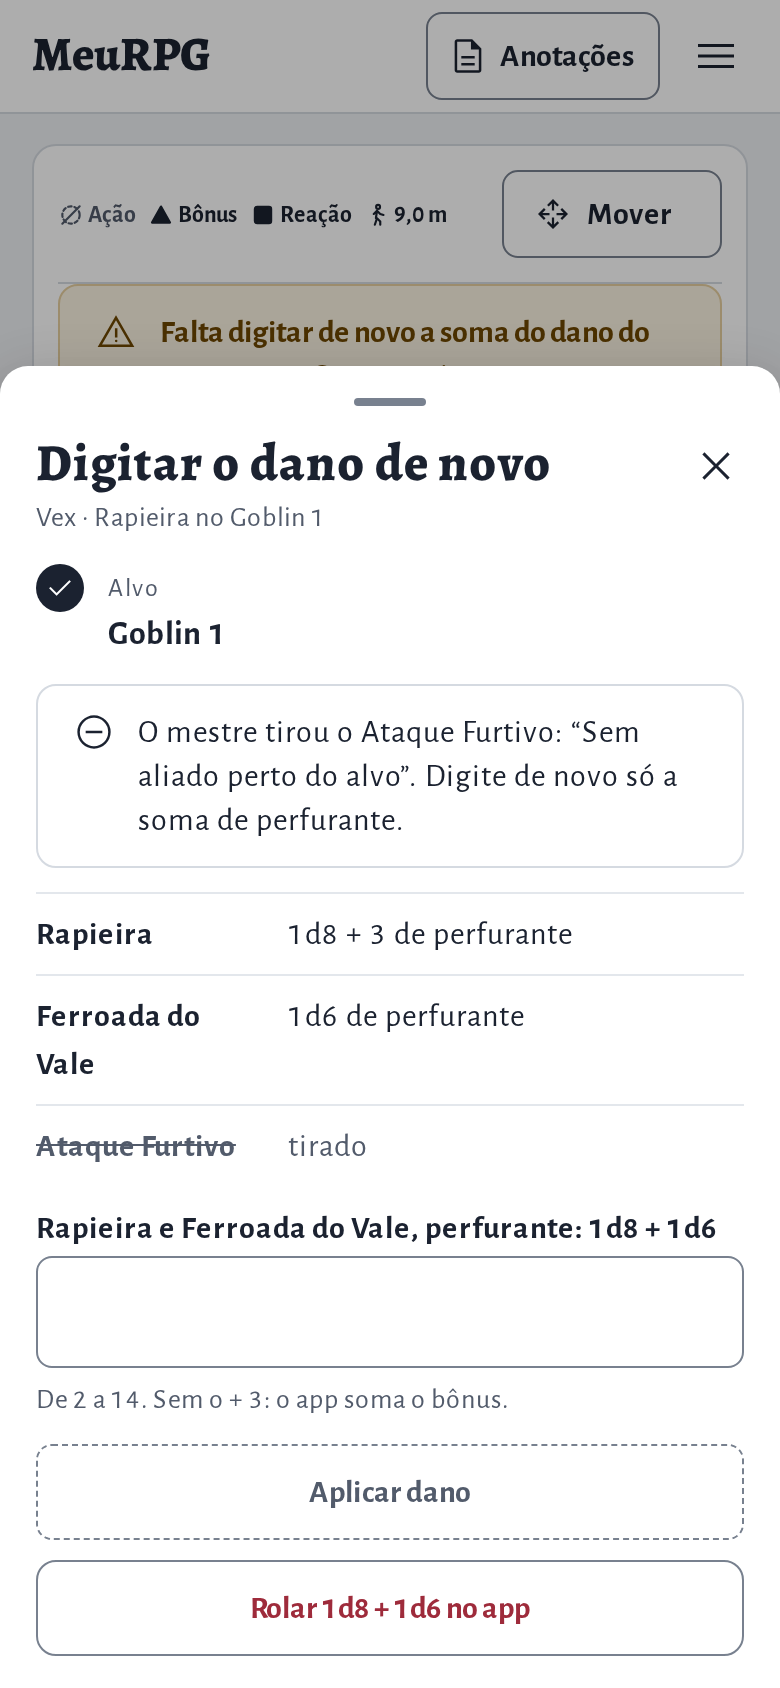 MeuRPG
Anotações
Ação
Bônus
Reação
9,0 m
Mover
Falta digitar de novo a soma do dano do
Digitar o dano de novo
Vex · Rapieira no Goblin 1
Alvo
Goblin 1
O mestre tirou o Ataque Furtivo: “Sem
aliado perto do alvo”. Digite de novo só a
soma de perfurante.
Rapieira
1d8 + 3 de perfurante
Ferroada do
Vale
1d6 de perfurante
Ataque Furtivo
tirado
Rapieira e Ferroada do Vale, perfurante: 1d8 + 1d6
De 2 a 14. Sem o + 3: o app soma o bônus.
Aplicar dano
Rolar 1d8 + 1d6 no app